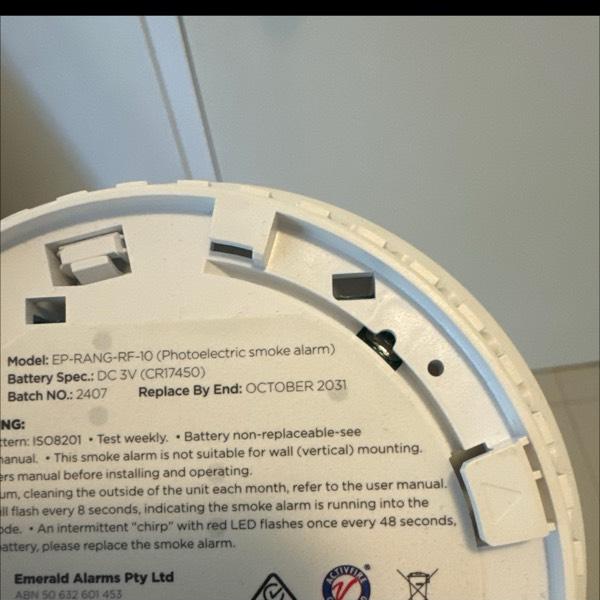 Model: EP-RANG-RF-10 (Photoelectric smoke alarm)
Battery Spec.: DC 3V (CR17450)
Batch NO.: 2407 Replace By End: OCTOBER 2031
NG:
ttern: ISO8201 • Test weekly. • Battery non-replaceable-see
anual. • This smoke alarm is not suitable for wall (vertical) mounting.
ers manual before installing and operating.
um, cleaning the outside of the unit each month, refer to the user manual.
ll flash every 8 seconds, indicating the smoke alarm is running into the
ode. • An intermittent "chirp" with red LED flashes once every 48 seconds,
attery, please replace the smoke alarm.
Emerald Alarms Pty Ltd
ABN 50 632 601 453
ACTIVFIRE